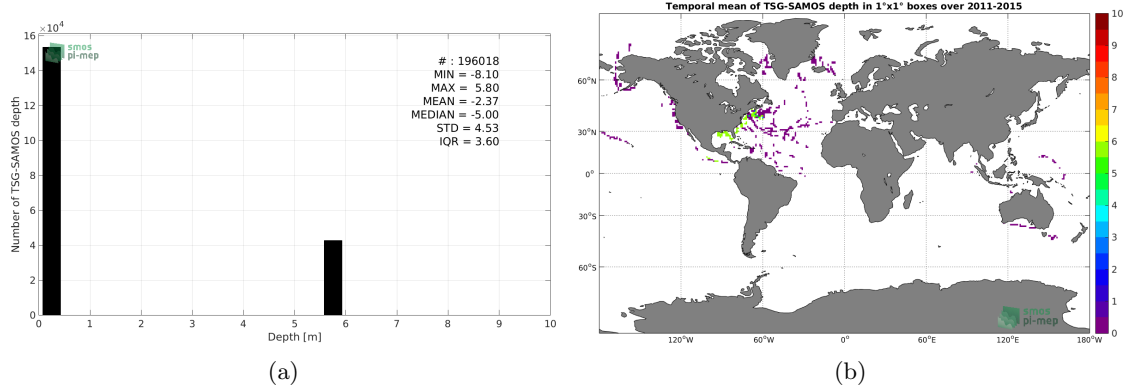 ×10⁴
16
14
12
10
8
6
4
2
0
Number of TSG-SAMOS depth
smos
pi-mep
# : 196018
MIN = -8.10
MAX = 5.80
MEAN = -2.37
MEDIAN = -5.00
STD = 4.53
IQR = 3.60
0 1 2 3 4 5 6 7 8 9 10
Depth [m]
(a)
Temporal mean of TSG-SAMOS depth in 1°x1° boxes over 2011-2015
60°N
30°N
0°
30°S
60°S
120°W 60°W 0° 60°E 120°E 180°W
smos
pi-mep
10
9
8
7
6
5
4
3
2
1
0
(b)